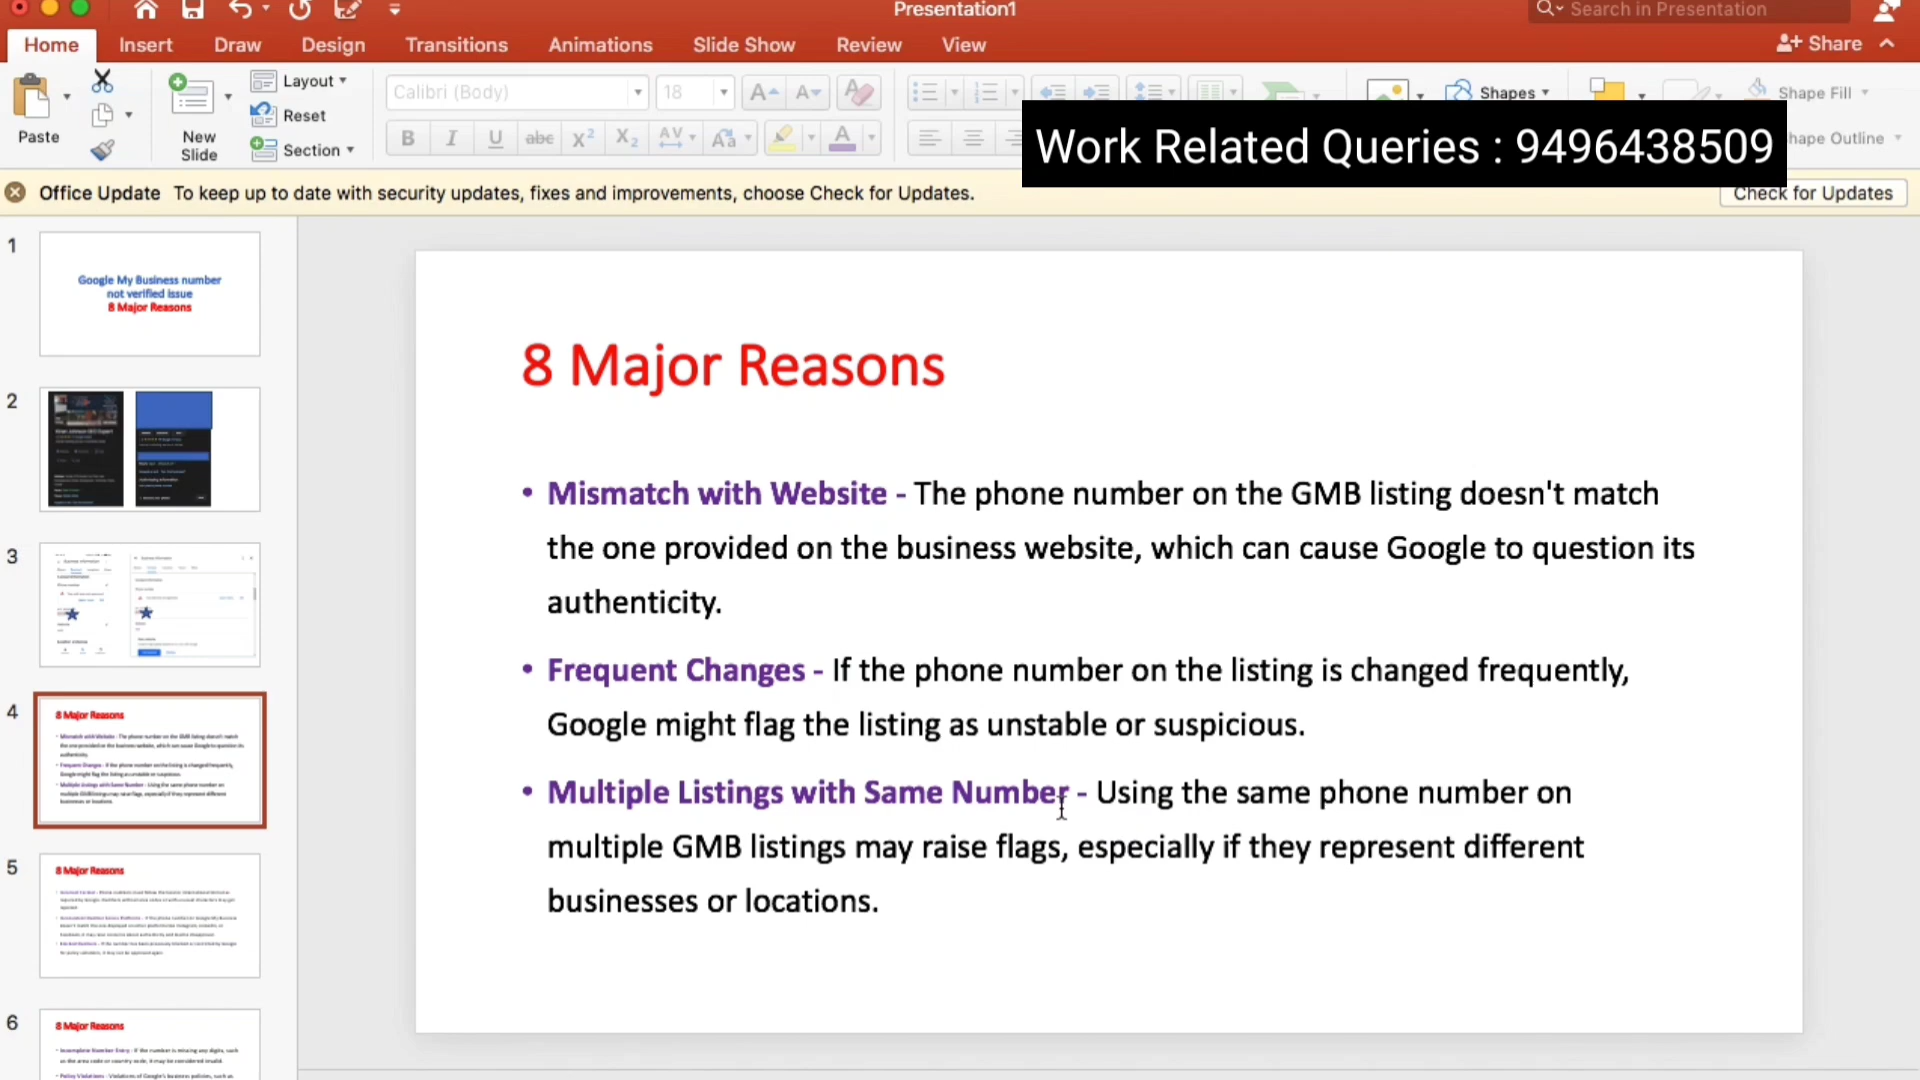 Presentation1
Search in Presentation
Home Insert Draw Design Transitions Animations Slide Show Review View
Share
Paste
New
Slide
Layout
Reset
Section
Calibri (Body)
18
Shapes
Shape Fill
hape Outline
Work Related Queries : 9496438509
Office Update To keep up to date with security updates, fixes and improvements, choose Check for Updates.
Check for Updates
1
Google My Business number
not verified issue
8 Major Reasons
2
3
4
8 Major Reasons
5
8 Major Reasons
6
8 Major Reasons
8 Major Reasons
• Mismatch with Website - The phone number on the GMB listing doesn't match
the one provided on the business website, which can cause Google to question its
authenticity.
• Frequent Changes - If the phone number on the listing is changed frequently,
Google might flag the listing as unstable or suspicious.
• Multiple Listings with Same Number - Using the same phone number on
multiple GMB listings may raise flags, especially if they represent different
businesses or locations.